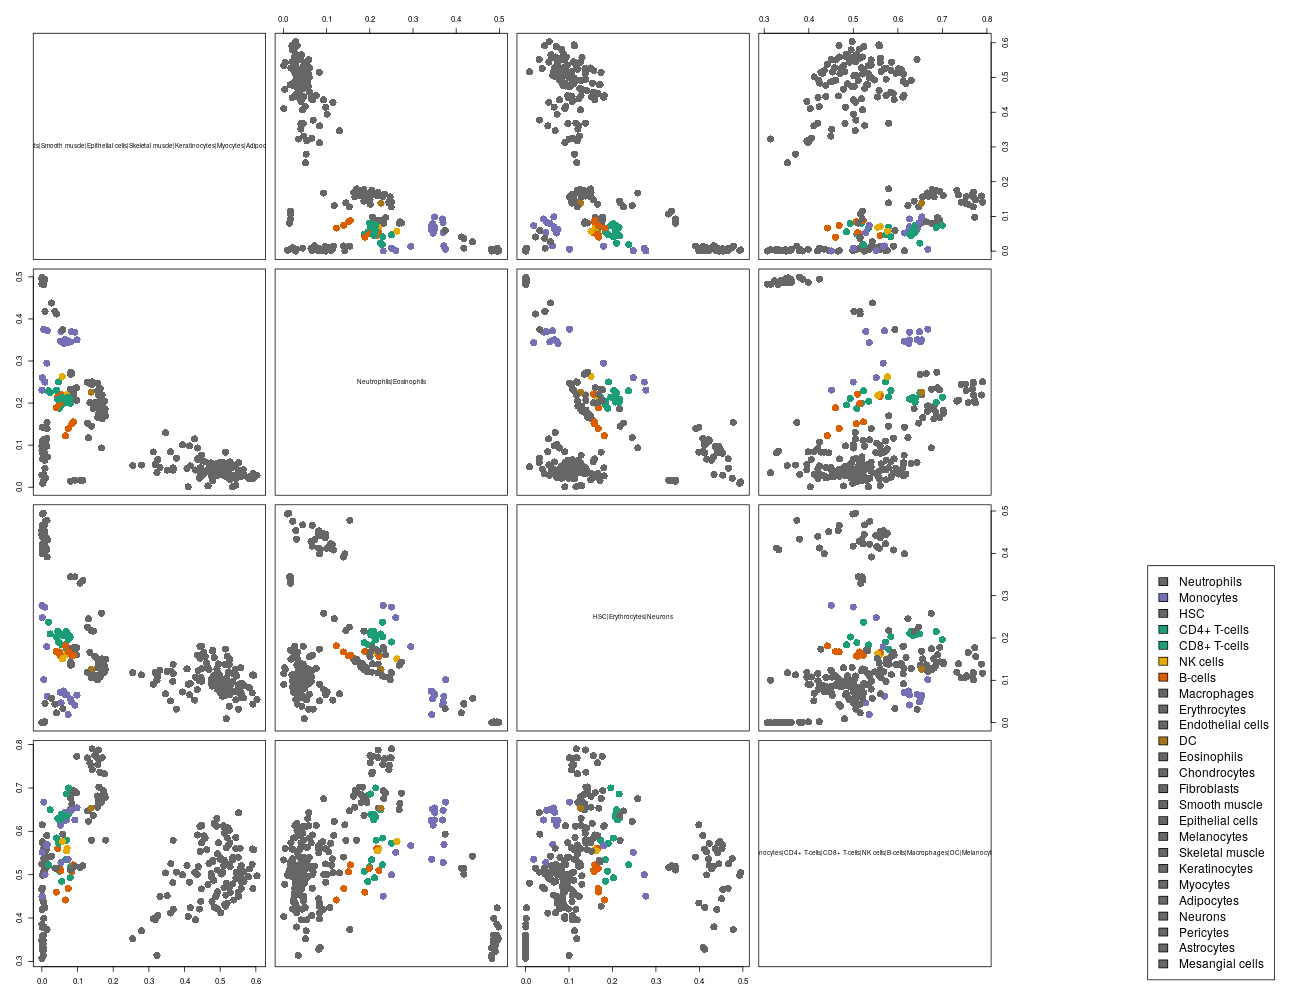 0.0 0.1 0.2 0.3 0.4 0.5
0.3 0.4 0.5 0.6 0.7 0.8
0.0 0.1 0.2 0.3 0.4 0.5 0.6
|Smooth muscle|Epithelial cells|Skeletal muscle|Keratinocytes|Myocytes|Adipoc
0.0 0.1 0.2 0.3 0.4 0.5
Neutrophils|Eosinophils
0.0 0.1 0.2 0.3 0.4 0.5
HSC|Erythrocytes|Neurons
0.3 0.4 0.5 0.6 0.7 0.8
nocytes|CD4+ T-cells|CD8+ T-cells|NK cells|B-cells|Macrophages|DC|Melanocyt
0.0 0.1 0.2 0.3 0.4 0.5 0.6
0.0 0.1 0.2 0.3 0.4 0.5
Neutrophils
Monocytes
HSC
CD4+ T-cells
CD8+ T-cells
NK cells
B-cells
Macrophages
Erythrocytes
Endothelial cells
DC
Eosinophils
Chondrocytes
Fibroblasts
Smooth muscle
Epithelial cells
Melanocytes
Skeletal muscle
Keratinocytes
Myocytes
Adipocytes
Neurons
Pericytes
Astrocytes
Mesangial cells